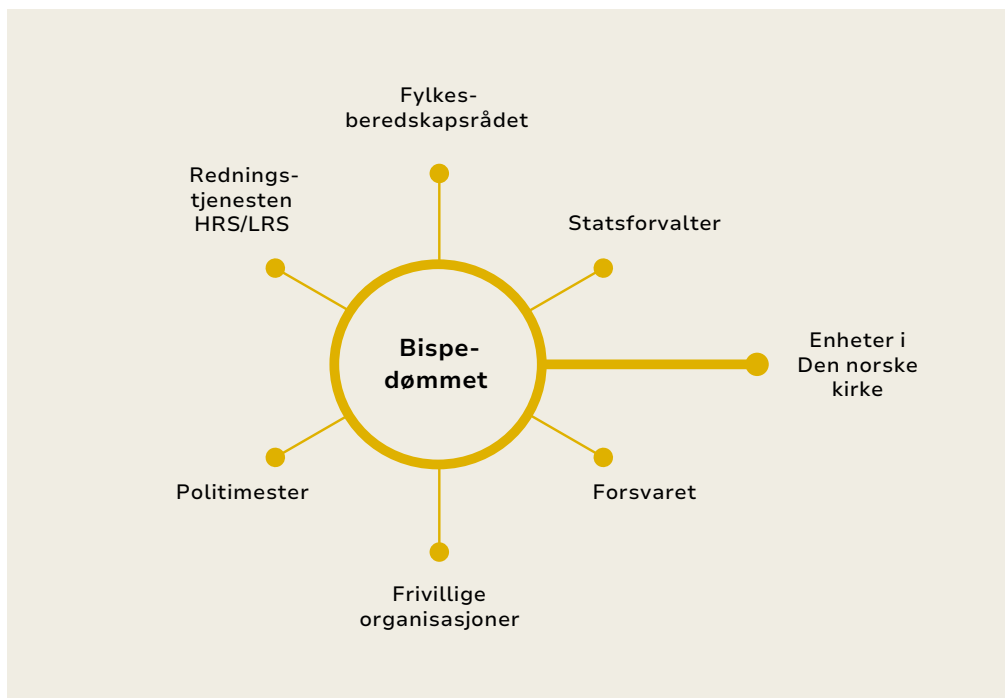 Fylkes-
beredskapsrådet
Rednings-
tjenesten
HRS/LRS
Statsforvalter
Bispe-
dømmet
Enheter i
Den norske
kirke
Politimester
Forsvaret
Frivillige
organisasjoner